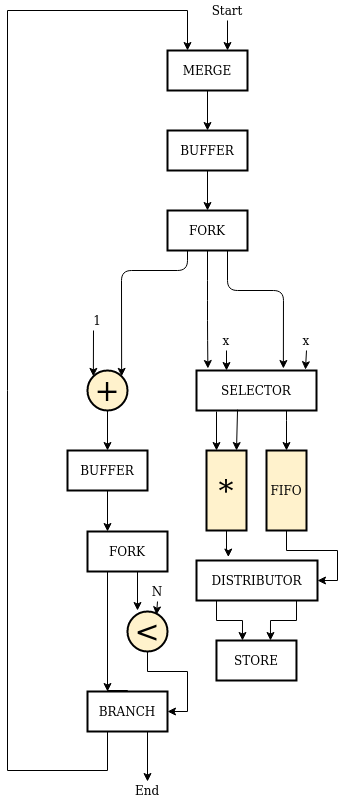 Start
MERGE
BUFFER
FORK
1
x
x
+
SELECTOR
BUFFER
*
FIFO
FORK
N
<
DISTRIBUTOR
STORE
BRANCH
End